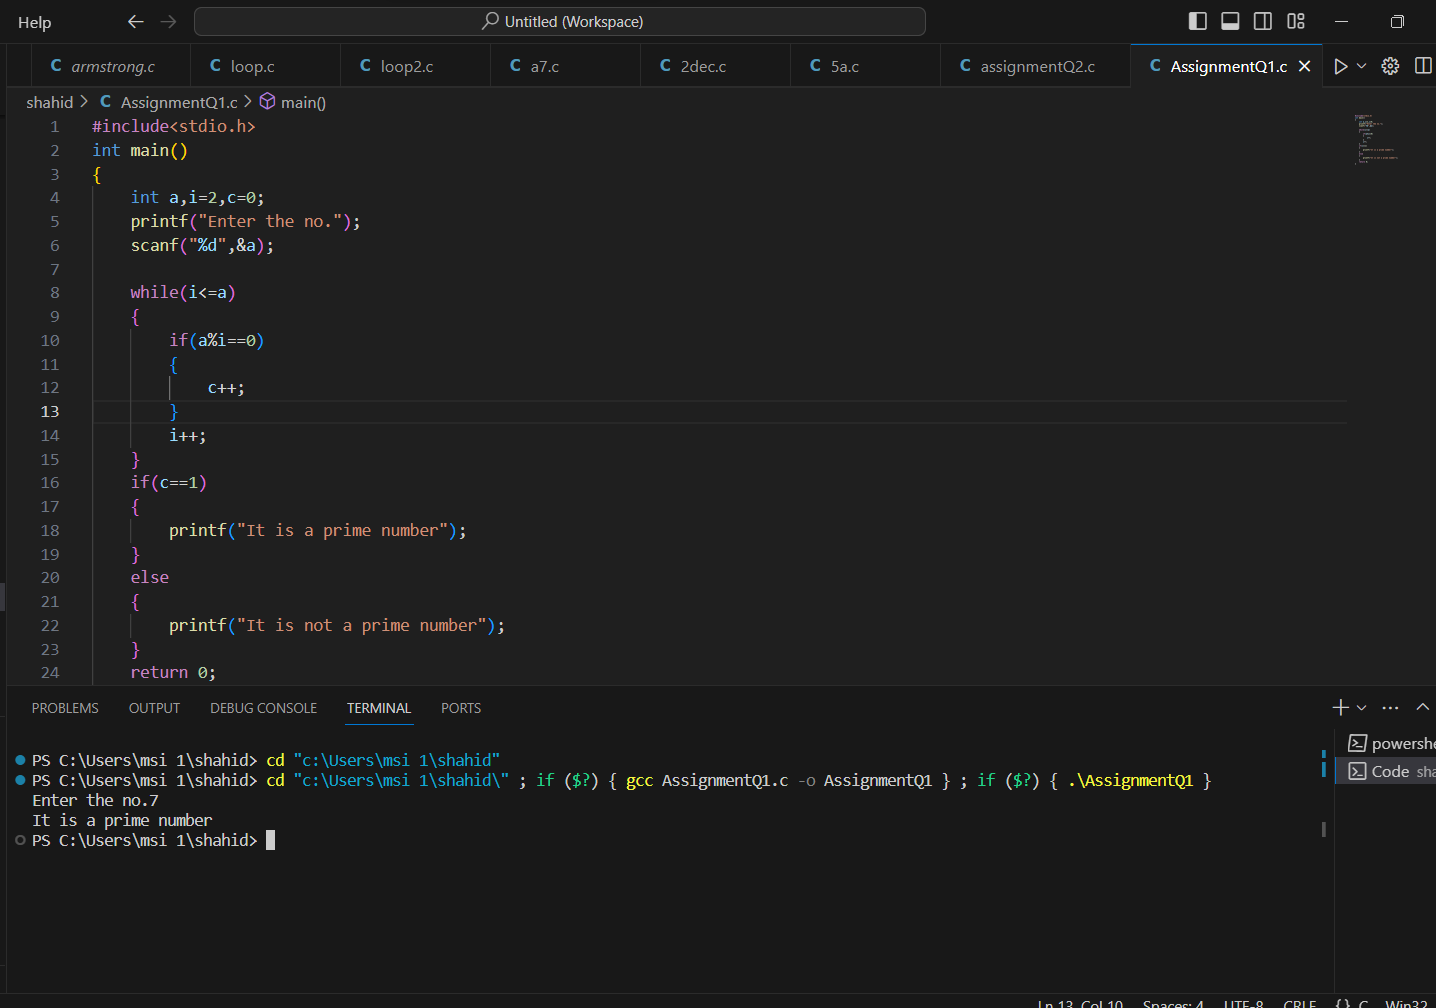 Help
Untitled (Workspace)
C armstrong.c
C loop.c
C loop2.c
C a7.c
C 2dec.c
C 5a.c
C assignmentQ2.c
C AssignmentQ1.c
shahid > C AssignmentQ1.c > main()
1 #include<stdio.h>
2 int main()
3 {
4 int a,i=2,c=0;
5 printf("Enter the no.");
6 scanf("%d",&a);
7
8 while(i<=a)
9 {
10 if(a%i==0)
11 {
12 c++;
13 }
14 i++;
15 }
16 if(c==1)
17 {
18 printf("It is a prime number");
19 }
20 else
21 {
22 printf("It is not a prime number");
23 }
24 return 0;
PROBLEMS OUTPUT DEBUG CONSOLE TERMINAL PORTS
PS C:\Users\msi 1\shahid> cd "c:\Users\msi 1\shahid"
PS C:\Users\msi 1\shahid> cd "c:\Users\msi 1\shahid\" ; if ($?) { gcc AssignmentQ1.c -o AssignmentQ1 } ; if ($?) { .\AssignmentQ1 }
Enter the no.7
It is a prime number
PS C:\Users\msi 1\shahid>
powershe
Code sha
Ln 13, Col 10 Spaces: 4 UTF-8 CRLF {} C Win32